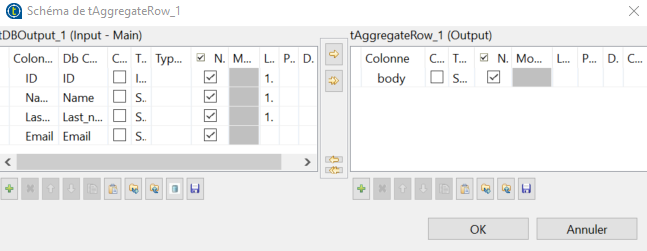 Schéma de tAggregateRow_1
tDBOutput_1 (Input - Main)
tAggregateRow_1 (Output)
Colon... Db C... C... T... Typ... N. M... L... P... D.
ID ID I... 1.
Na... Name S.. 1.
Las... Last_n... S.. 1.
Email Email S..
Colonne C... T... N. Mo... L... P... D. C...
body S...
OK
Annuler